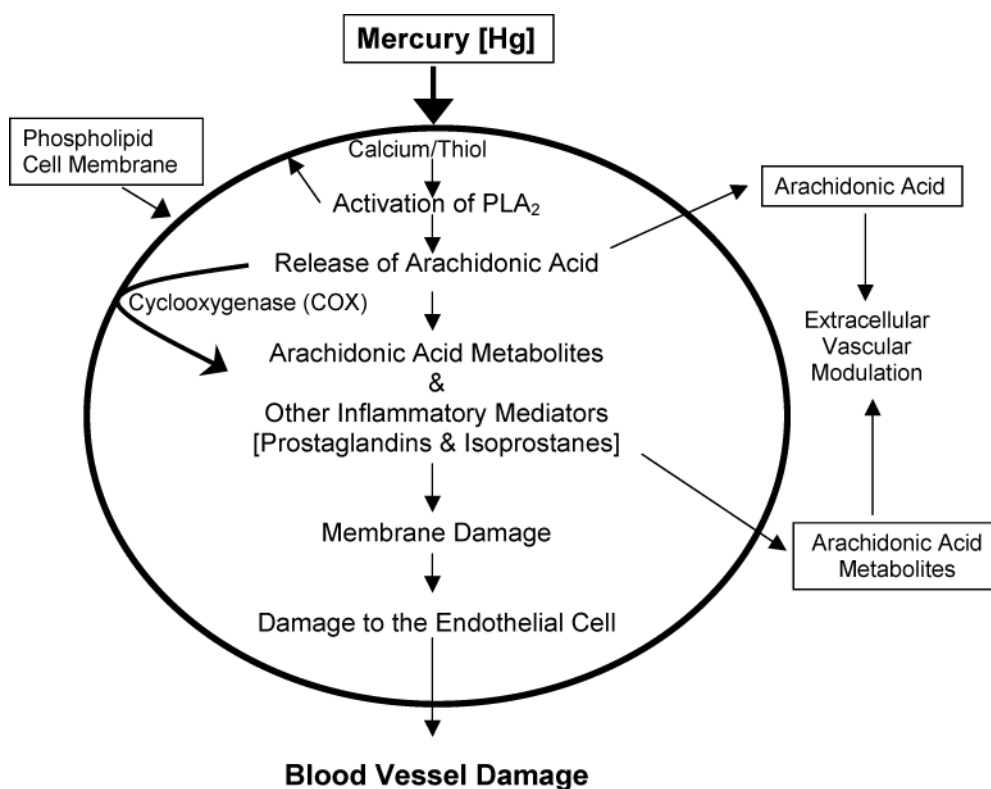 Mercury [Hg]
Phospholipid
Cell Membrane
Calcium/Thiol
Activation of PLA₂
Arachidonic Acid
Release of Arachidonic Acid
Cyclooxygenase (COX)
Extracellular
Vascular
Modulation
Arachidonic Acid Metabolites
&
Other Inflammatory Mediators
[Prostaglandins & Isoprostanes]
Membrane Damage
Arachidonic Acid
Metabolites
Damage to the Endothelial Cell
Blood Vessel Damage